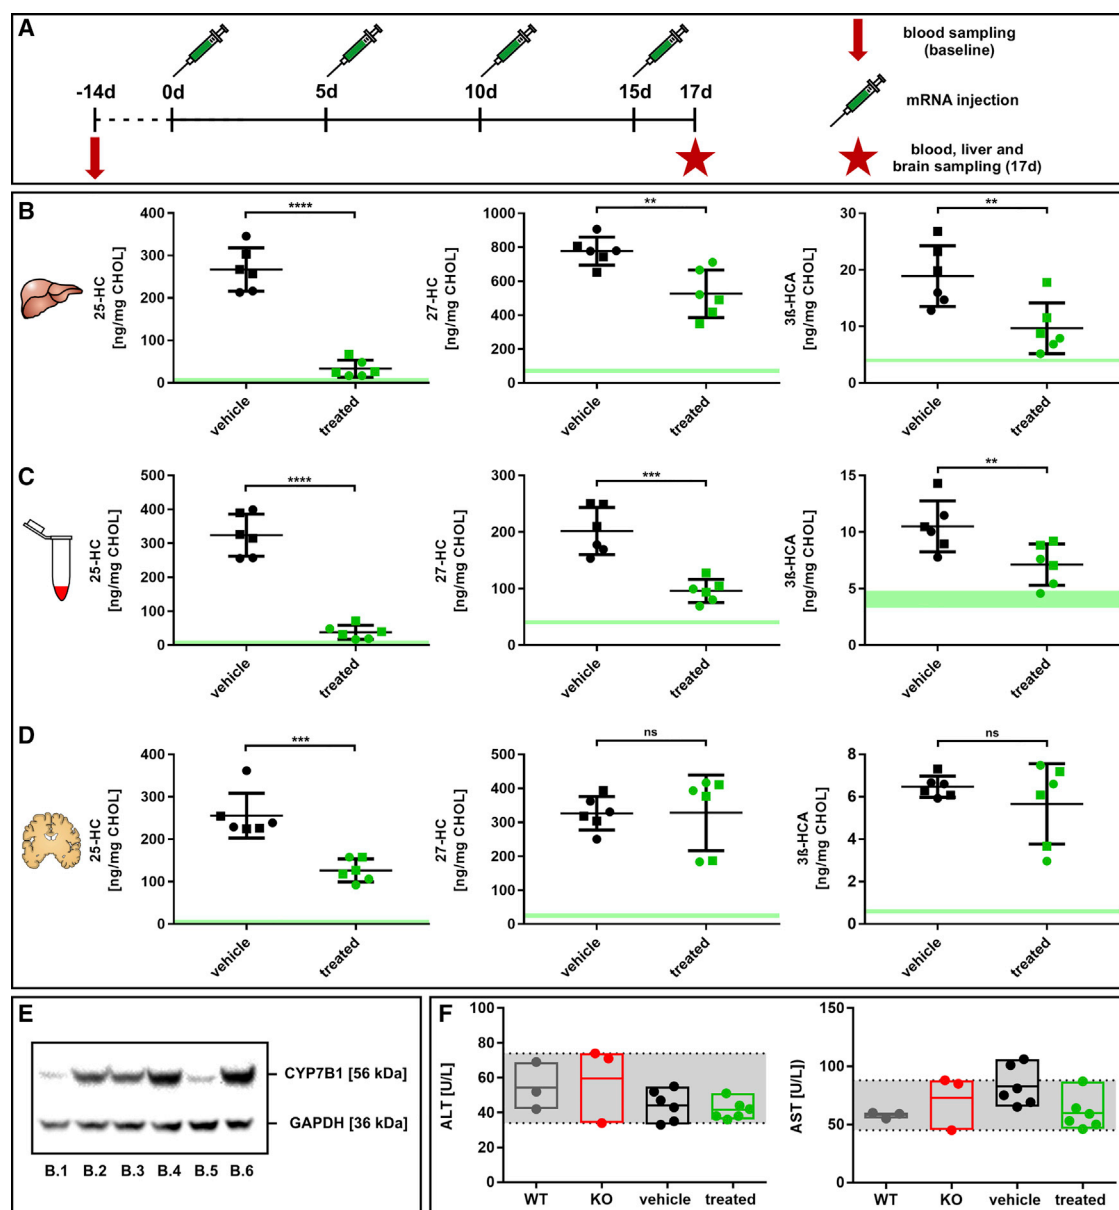 A
-14d 0d 5d 10d 15d 17d
blood sampling
(baseline)
mRNA injection
blood, liver and
brain sampling (17d)
B
25-HC
[ng/mg CHOL]
400
300
200
100
0
****
vehicle
treated
27-HC
[ng/mg CHOL]
1000
800
600
400
200
0
**
vehicle
treated
3ß-HCA
[ng/mg CHOL]
30
20
10
0
**
vehicle
treated
C
25-HC
[ng/mg CHOL]
500
400
300
200
100
0
****
vehicle
treated
27-HC
[ng/mg CHOL]
300
200
100
0
***
vehicle
treated
3ß-HCA
[ng/mg CHOL]
15
10
5
0
**
vehicle
treated
D
25-HC
[ng/mg CHOL]
400
300
200
100
0
***
vehicle
treated
27-HC
[ng/mg CHOL]
500
400
300
200
100
0
ns
vehicle
treated
3ß-HCA
[ng/mg CHOL]
8
6
4
2
0
ns
vehicle
treated
E
CYP7B1 [56 kDa]
GAPDH [36 kDa]
B.1 B.2 B.3 B.4 B.5 B.6
F
ALT [U/L]
100
80
60
40
20
0
WT KO vehicle treated
AST [U/L])
150
100
50
0
WT KO vehicle treated